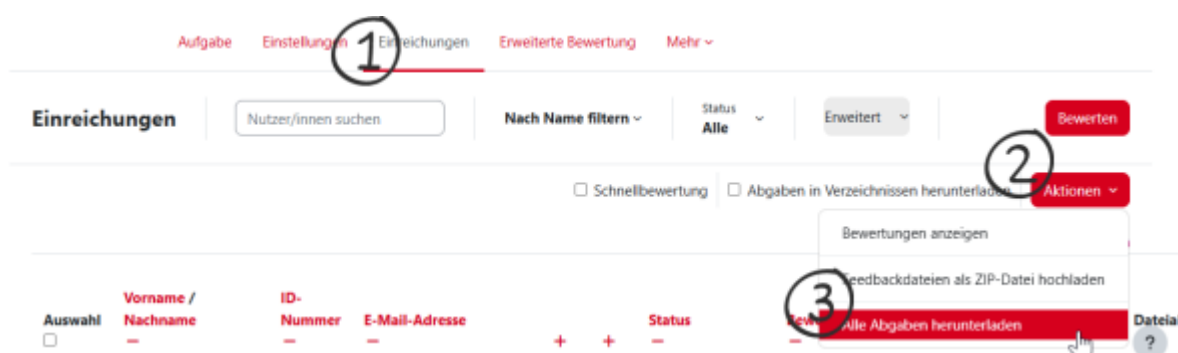 Aufgabe Einstellungen Einreichungen Erweiterte Bewertung Mehr
1
Einreichungen Nutzer/innen suchen Nach Name filtern Status Alle Erweitert Bewerten
2
Schnellbewertung Abgaben in Verzeichnissen herunterladen Aktionen
Bewertungen anzeigen
Feedbackdateien als ZIP-Datei hochladen
3
Alle Abgaben herunterladen
Vorname /
ID-
Auswahl Nachname Nummer E-Mail-Adresse Status
?